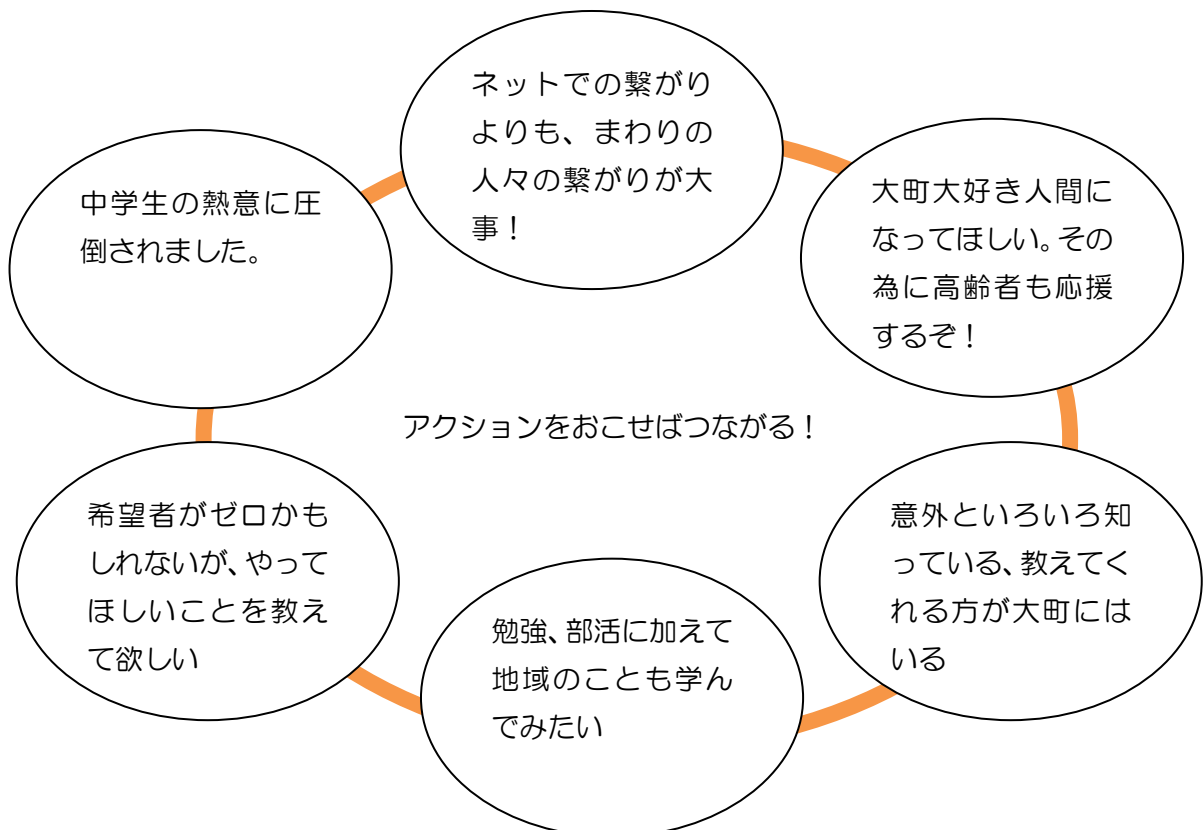 ネットでの繋がり
よりも、まわりの
人々の繋がりが大
事！
中学生の熱意に圧
倒されました。
大町大好き人間に
なってほしい。その
為に高齢者も応援
するぞ！
アクションをおこせばつながる！
希望者がゼロかも
しれないが、やって
ほしいことを教え
て欲しい
意外といろいろ知
っている、教えてく
れる方が大町には
いる
勉強、部活に加えて
地域のことも学ん
でみたい